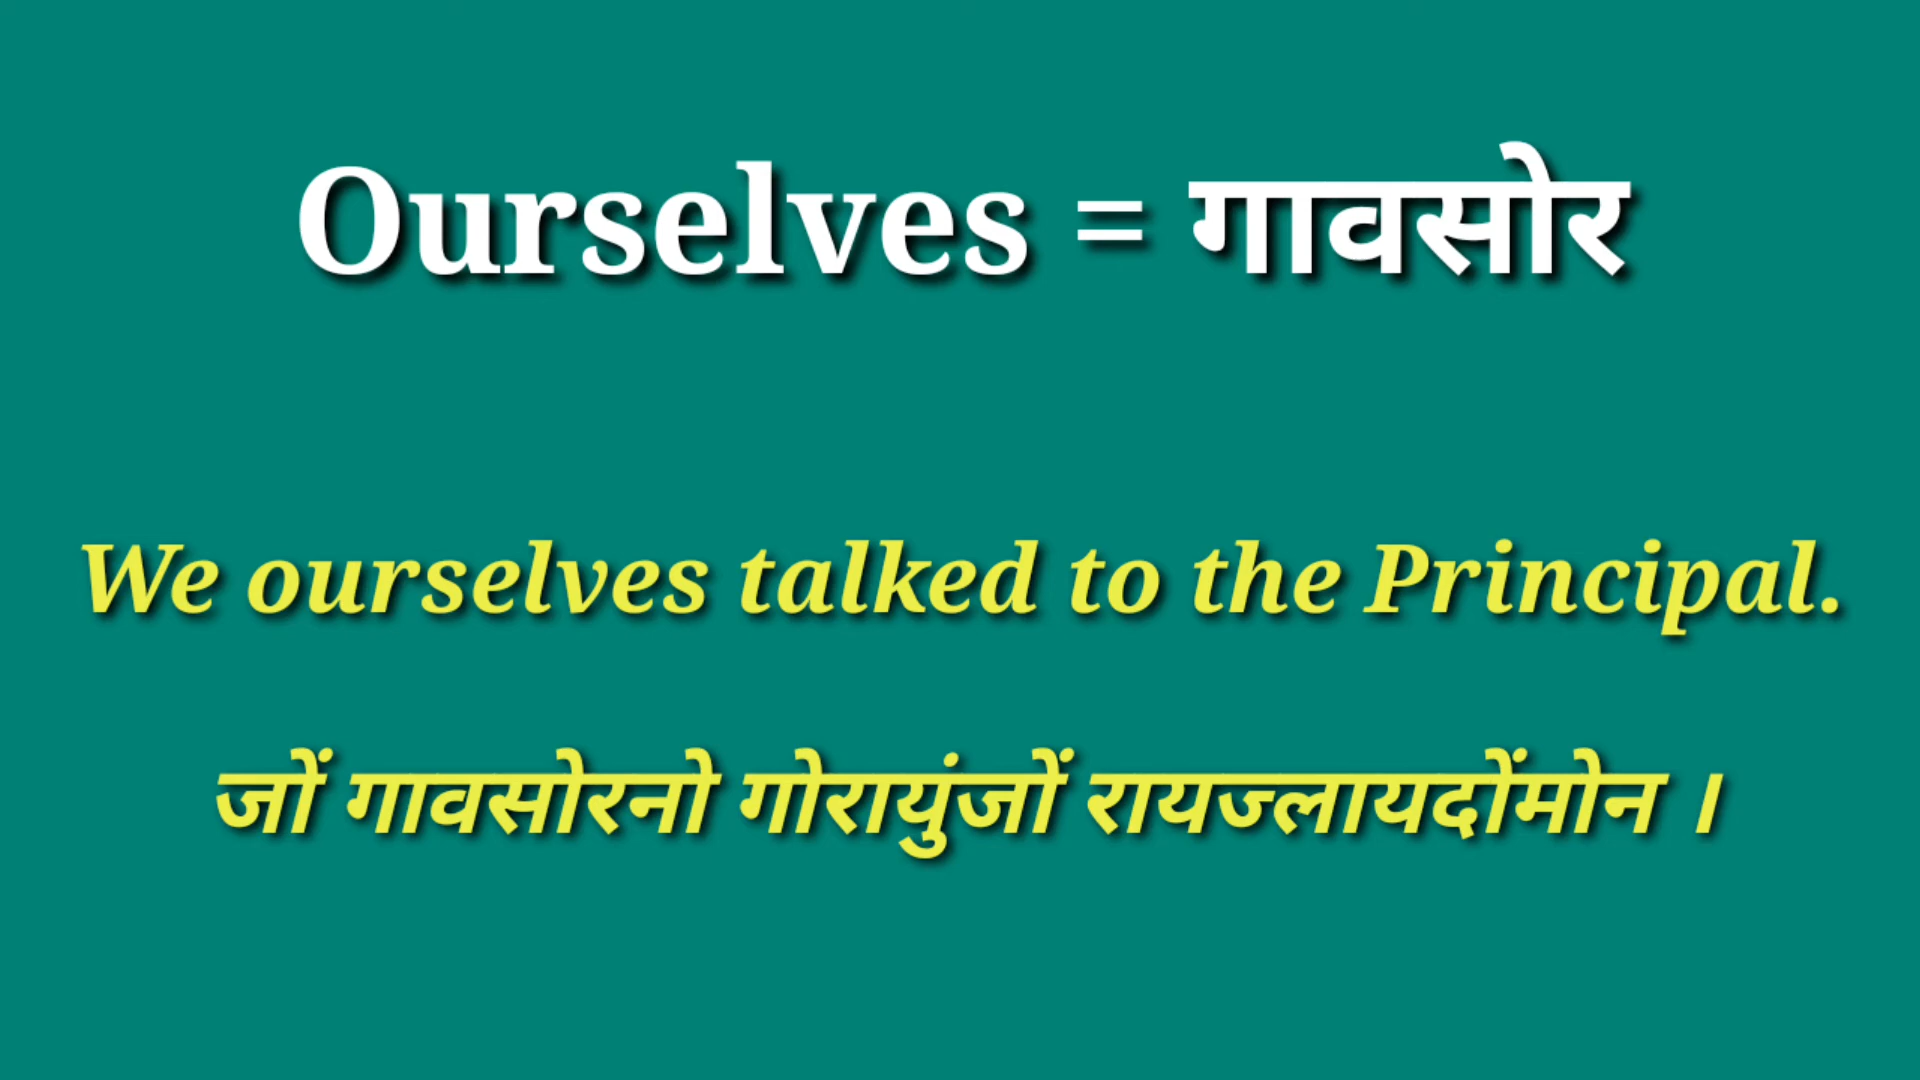 Ourselves = गावसोर
We ourselves talked to the Principal.
जों गावसोरनो गोरायुंजों रायज्लायदोंमोन ।